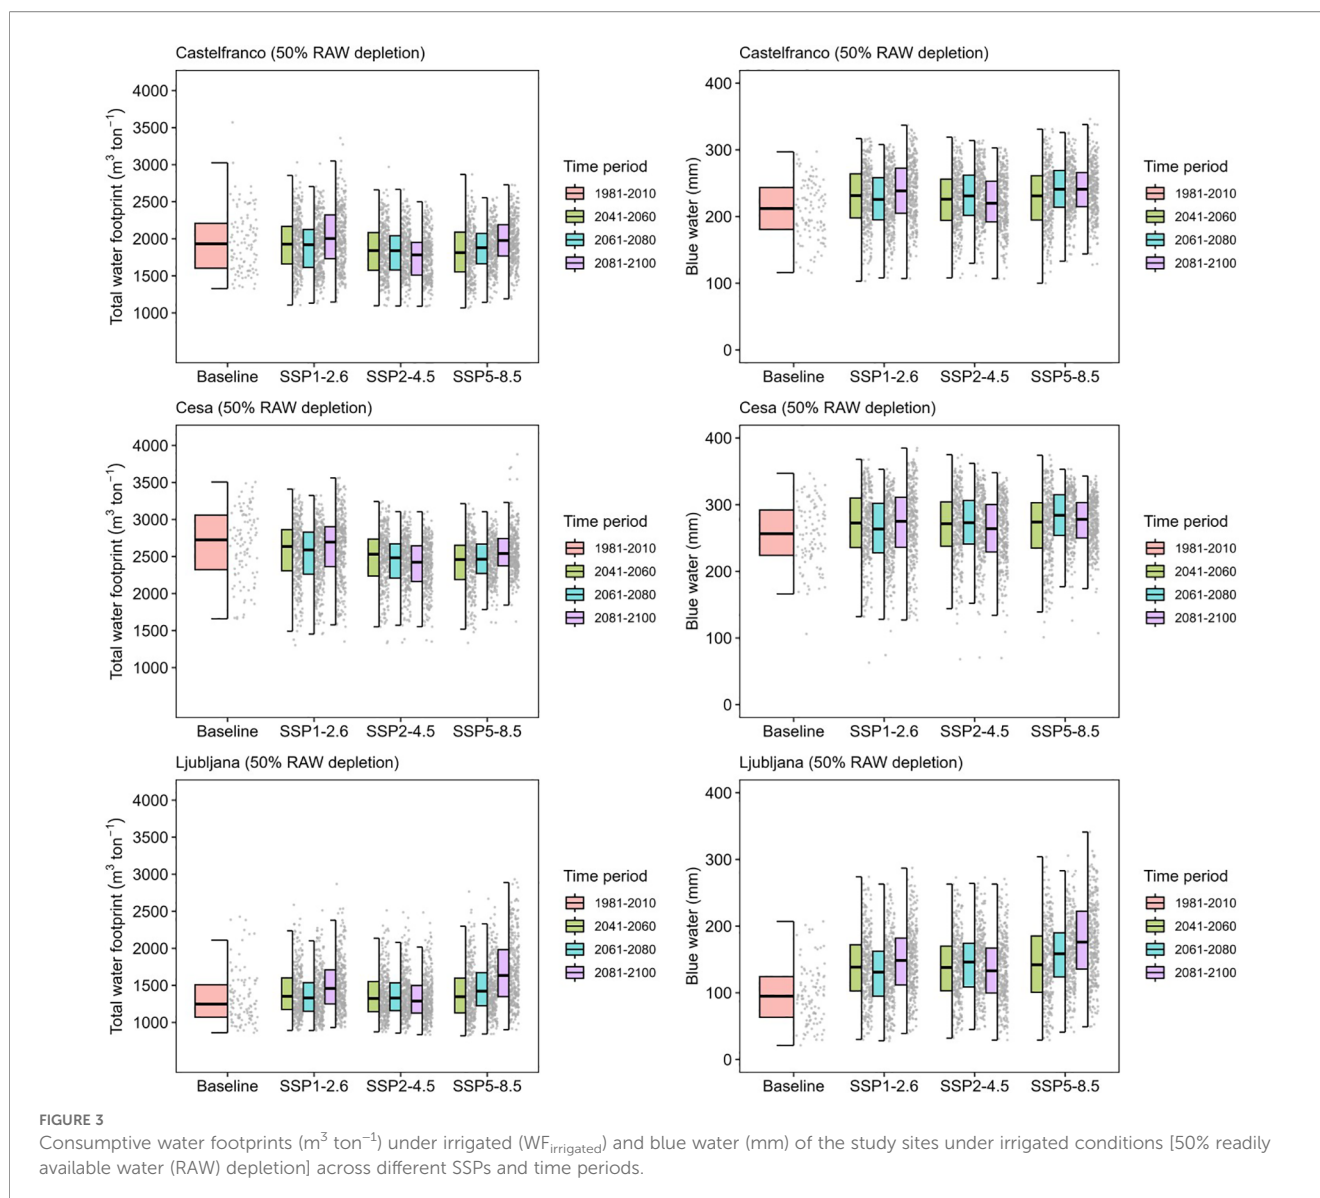 Castelfranco (50% RAW depletion)
Total water footprint (m³ ton⁻¹)
4000
3500
3000
2500
2000
1500
1000
Baseline SSP1-2.6 SSP2-4.5 SSP5-8.5
Time period
1981-2010
2041-2060
2061-2080
2081-2100
Castelfranco (50% RAW depletion)
Blue water (mm)
400
300
200
100
0
Baseline SSP1-2.6 SSP2-4.5 SSP5-8.5
Time period
1981-2010
2041-2060
2061-2080
2081-2100
Cesa (50% RAW depletion)
Total water footprint (m³ ton⁻¹)
4000
3500
3000
2500
2000
1500
1000
Baseline SSP1-2.6 SSP2-4.5 SSP5-8.5
Time period
1981-2010
2041-2060
2061-2080
2081-2100
Cesa (50% RAW depletion)
Blue water (mm)
400
300
200
100
0
Baseline SSP1-2.6 SSP2-4.5 SSP5-8.5
Time period
1981-2010
2041-2060
2061-2080
2081-2100
Ljubljana (50% RAW depletion)
Total water footprint (m³ ton⁻¹)
4000
3500
3000
2500
2000
1500
1000
Baseline SSP1-2.6 SSP2-4.5 SSP5-8.5
Time period
1981-2010
2041-2060
2061-2080
2081-2100
Ljubljana (50% RAW depletion)
Blue water (mm)
400
300
200
100
0
Baseline SSP1-2.6 SSP2-4.5 SSP5-8.5
Time period
1981-2010
2041-2060
2061-2080
2081-2100
FIGURE 3
Consumptive water footprints (m³ ton⁻¹) under irrigated (WFirrigated) and blue water (mm) of the study sites under irrigated conditions [50% readily
available water (RAW) depletion] across different SSPs and time periods.